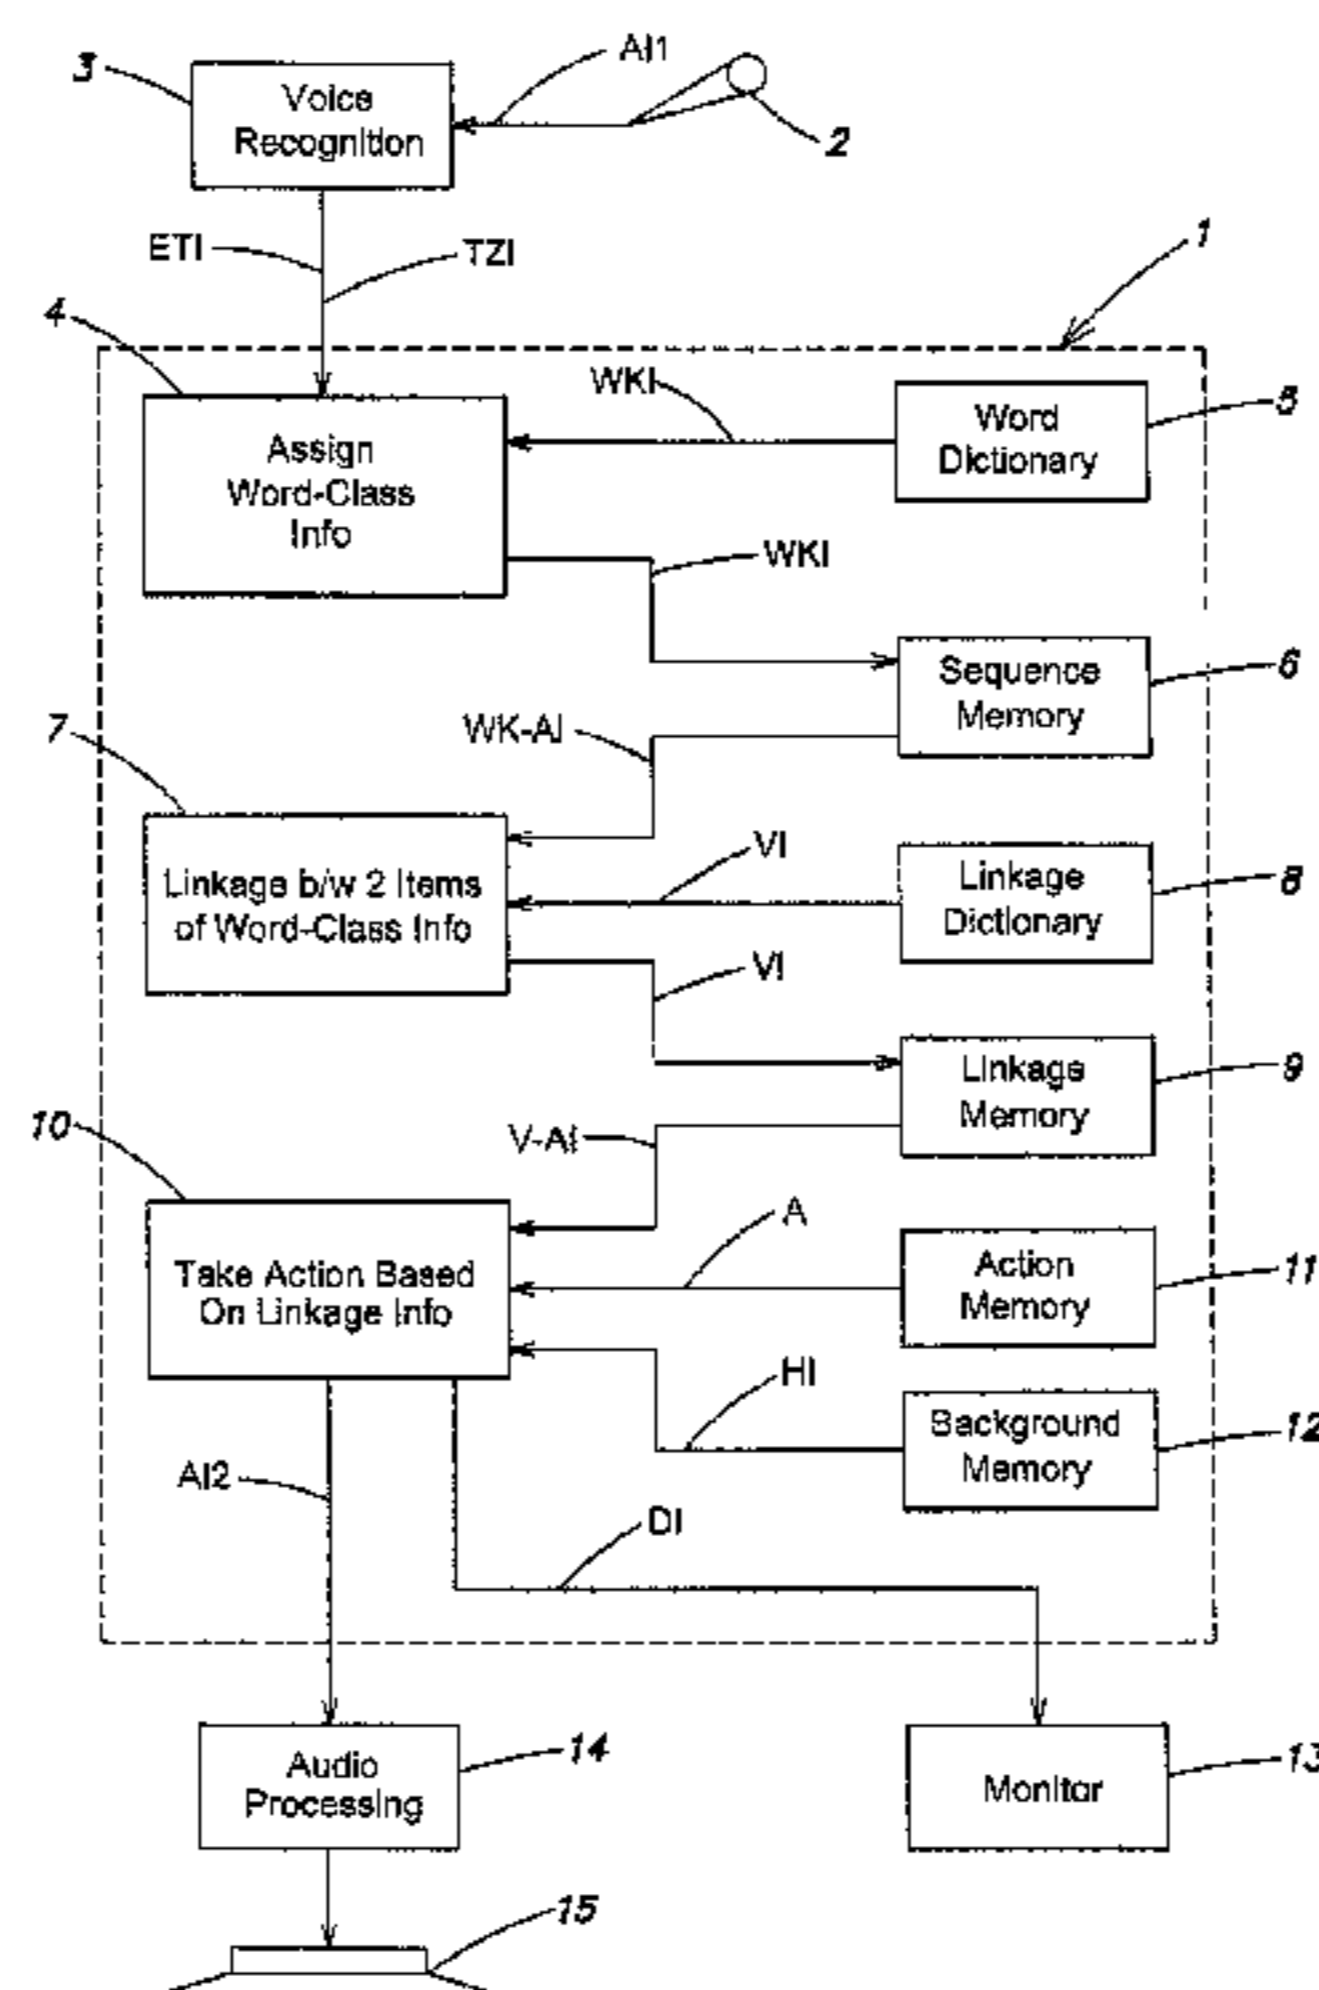 3
AI1
2
Voice
Recognition
ETI
TZI
1
4
WKI
5
Word
Dictionary
Assign
Word-Class
Info
WKI
6
Sequence
Memory
7
WK-AI
VI
8
Linkage
Dictionary
Linkage b/w 2 Items
of Word-Class Info
VI
9
Linkage
Memory
10
V-AI
A
11
Action
Memory
Take Action Based
On Linkage Info
HI
12
Background
Memory
AI2
DI
14
13
Audio
Processing
Monitor
15